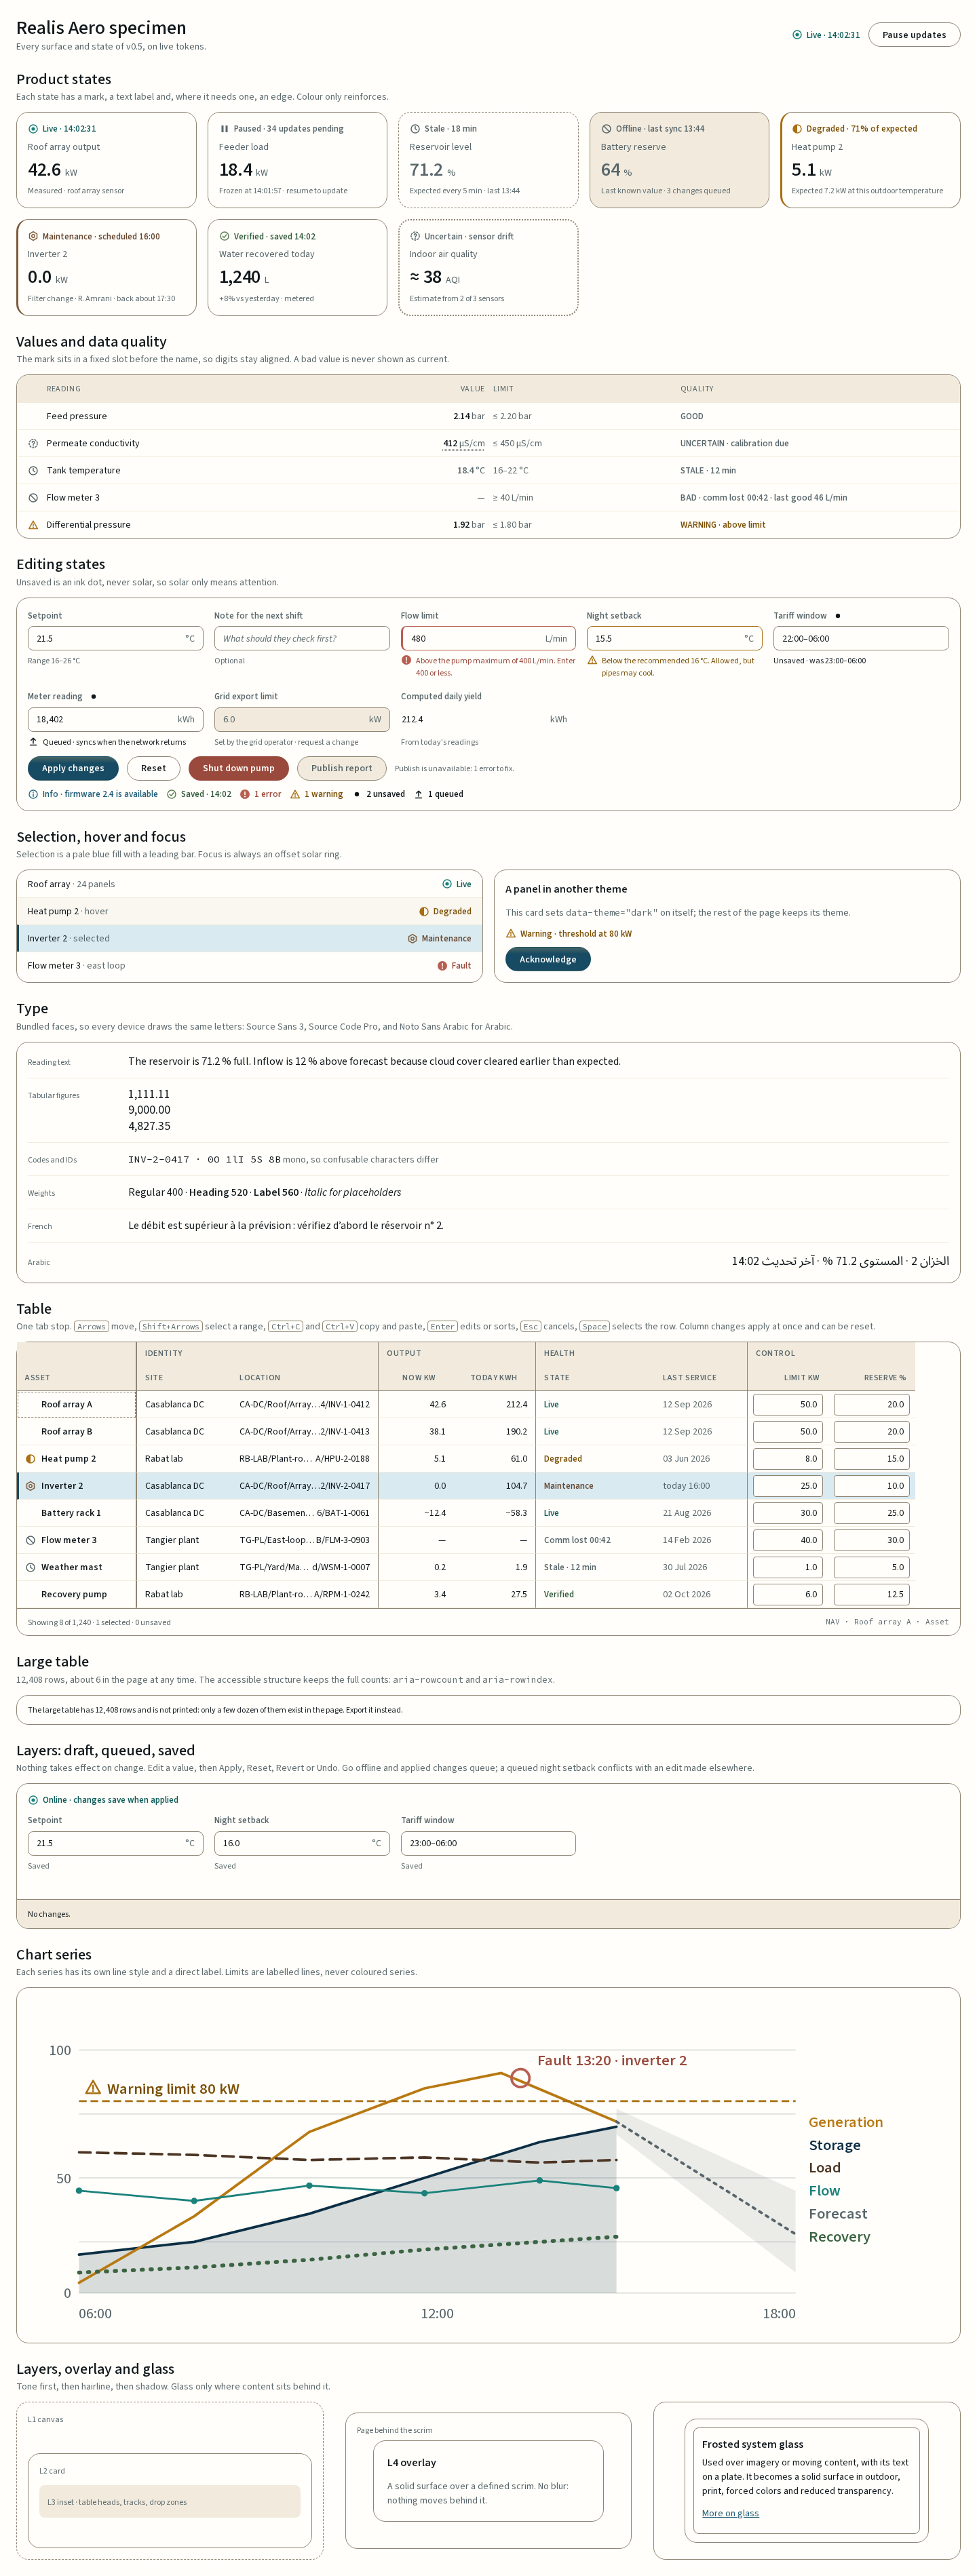 Realis Aero specimen
Every surface and state of v0.5, on live tokens.
Live · 14:02:31
Pause updates
Product states
Each state has a mark, a text label and, where it needs one, an edge. Colour only reinforces.
Live · 14:02:31
Roof array output
42.6 kW
Measured · roof array sensor
Paused · 34 updates pending
Feeder load
18.4 kW
Frozen at 14:01:57 · resume to update
Stale · 18 min
Reservoir level
71.2 %
Expected every 5 min · last 13:44
Offline · last sync 13:44
Battery reserve
64 %
Last known value · 3 changes queued
Degraded · 71% of expected
Heat pump 2
5.1 kW
Expected 7.2 kW at this outdoor temperature
Maintenance · scheduled 16:00
Inverter 2
0.0 kW
Filter change · R. Amrani · back about 17:30
Verified · saved 14:02
Water recovered today
1,240 L
+8% vs yesterday · metered
Uncertain · sensor drift
Indoor air quality
≈ 38 AQI
Estimate from 2 of 3 sensors
Values and data quality
The mark sits in a fixed slot before the name, so digits stay aligned. A bad value is never shown as current.
READING VALUE LIMIT QUALITY
Feed pressure 2.14 bar ≤ 2.20 bar GOOD
Permeate conductivity 412 µS/cm ≤ 450 µS/cm UNCERTAIN · calibration due
Tank temperature 18.4 °C 16–22 °C STALE · 12 min
Flow meter 3 — ≥ 40 L/min BAD · comm lost 00:42 · last good 46 L/min
Differential pressure 1.92 bar ≤ 1.80 bar WARNING · above limit
Editing states
Unsaved is an ink dot, never solar, so solar only means attention.
Setpoint
21.5 °C
Range 16–26 °C
Note for the next shift
What should they check first?
Optional
Flow limit
480 L/min
Above the pump maximum of 400 L/min. Enter
400 or less.
Night setback
15.5 °C
Below the recommended 16 °C. Allowed, but
pipes may cool.
Tariff window
22:00–06:00
Unsaved · was 23:00–06:00
Meter reading
18,402 kWh
Queued · syncs when the network returns
Grid export limit
6.0 kW
Set by the grid operator · request a change
Computed daily yield
212.4 kWh
From today's readings
Apply changes Reset Shut down pump Publish report Publish is unavailable: 1 error to fix.
Info · firmware 2.4 is available Saved · 14:02 1 error 1 warning 2 unsaved 1 queued
Selection, hover and focus
Selection is a pale blue fill with a leading bar. Focus is always an offset solar ring.
Roof array · 24 panels Live
Heat pump 2 · hover Degraded
Inverter 2 · selected Maintenance
Flow meter 3 · east loop Fault
A panel in another theme
This card sets data-theme="dark" on itself; the rest of the page keeps its theme.
Warning · threshold at 80 kW
Acknowledge
Type
Bundled faces, so every device draws the same letters: Source Sans 3, Source Code Pro, and Noto Sans Arabic for Arabic.
Reading text The reservoir is 71.2 % full. Inflow is 12 % above forecast because cloud cover cleared earlier than expected.
Tabular figures 1,111.11
9,000.00
4,827.35
Codes and IDs INV-2-0417 · 0O 1lI 5S 8B mono, so confusable characters differ
Weights Regular 400 · Heading 520 · Label 560 · Italic for placeholders
French Le débit est supérieur à la prévision : vérifiez d’abord le réservoir n° 2.
Arabic الخزان 2 · المستوى 71.2 % · آخر تحديث 14:02
Table
One tab stop. Arrows move, Shift+Arrows select a range, Ctrl+C and Ctrl+V copy and paste, Enter edits or sorts, Esc cancels, Space selects the row. Column changes apply at once and can be reset.
IDENTITY OUTPUT HEALTH CONTROL
ASSET SITE LOCATION NOW KW TODAY KWH STATE LAST SERVICE LIMIT KW RESERVE %
Roof array A Casablanca DC CA-DC/Roof/Array…4/INV-1-0412 42.6 212.4 Live 12 Sep 2026 50.0 20.0
Roof array B Casablanca DC CA-DC/Roof/Array…2/INV-1-0413 38.1 190.2 Live 12 Sep 2026 50.0 20.0
Heat pump 2 Rabat lab RB-LAB/Plant-ro… A/HPU-2-0188 5.1 61.0 Degraded 03 Jun 2026 8.0 15.0
Inverter 2 Casablanca DC CA-DC/Roof/Array…2/INV-2-0417 0.0 104.7 Maintenance today 16:00 25.0 10.0
Battery rack 1 Casablanca DC CA-DC/Basemen… 6/BAT-1-0061 −12.4 −58.3 Live 21 Aug 2026 30.0 25.0
Flow meter 3 Tangier plant TG-PL/East-loop…B/FLM-3-0903 — — Comm lost 00:42 14 Feb 2026 40.0 30.0
Weather mast Tangier plant TG-PL/Yard/Ma… d/WSM-1-0007 0.2 1.9 Stale · 12 min 30 Jul 2026 1.0 5.0
Recovery pump Rabat lab RB-LAB/Plant-ro… A/RPM-1-0242 3.4 27.5 Verified 02 Oct 2026 6.0 12.5
Showing 8 of 1,240 · 1 selected · 0 unsaved NAV · Roof array A · Asset
Large table
12,408 rows, about 6 in the page at any time. The accessible structure keeps the full counts: aria-rowcount and aria-rowindex.
The large table has 12,408 rows and is not printed: only a few dozen of them exist in the page. Export it instead.
Layers: draft, queued, saved
Nothing takes effect on change. Edit a value, then Apply, Reset, Revert or Undo. Go offline and applied changes queue; a queued night setback conflicts with an edit made elsewhere.
Online · changes save when applied
Setpoint
21.5 °C
Saved
Night setback
16.0 °C
Saved
Tariff window
23:00–06:00
Saved
No changes.
Chart series
Each series has its own line style and a direct label. Limits are labelled lines, never coloured series.
100
50
0
06:00 12:00 18:00
Warning limit 80 kW
Fault 13:20 · inverter 2
Generation
Storage
Load
Flow
Forecast
Recovery
Layers, overlay and glass
Tone first, then hairline, then shadow. Glass only where content sits behind it.
L1 canvas
L2 card
L3 inset · table heads, tracks, drop zones
Page behind the scrim
L4 overlay
A solid surface over a defined scrim. No blur:
nothing moves behind it.
Frosted system glass
Used over imagery or moving content, with its text
on a plate. It becomes a solid surface in outdoor,
print, forced colors and reduced transparency.
More on glass